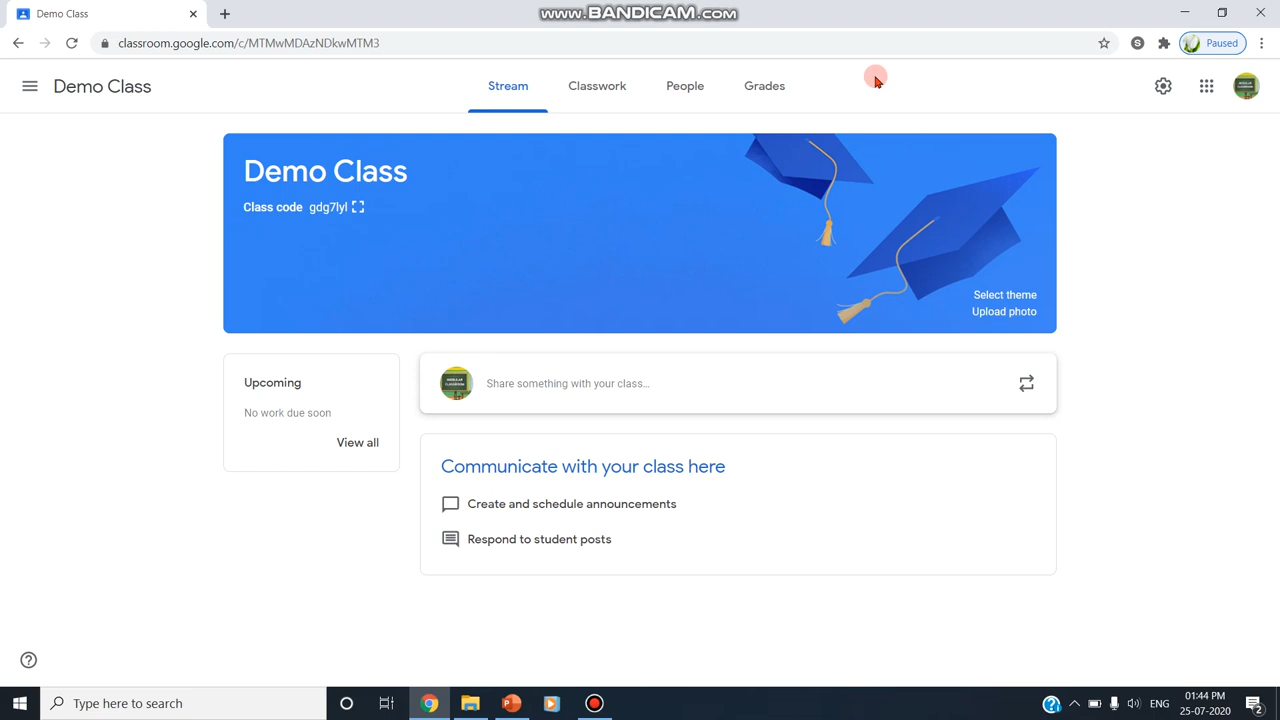 Demo Class
www.BANDICAM.com
classroom.google.com/c/MTMwMDAzNDkwMTM3
S
Paused
Demo Class
Stream
Classwork
People
Grades
Demo Class
Class code gdg7lyl
Select theme
Upload photo
Upcoming
No work due soon
View all
Share something with your class...
Communicate with your class here
Create and schedule announcements
Respond to student posts
Type here to search
ENG
01:44 PM
25-07-2020
2